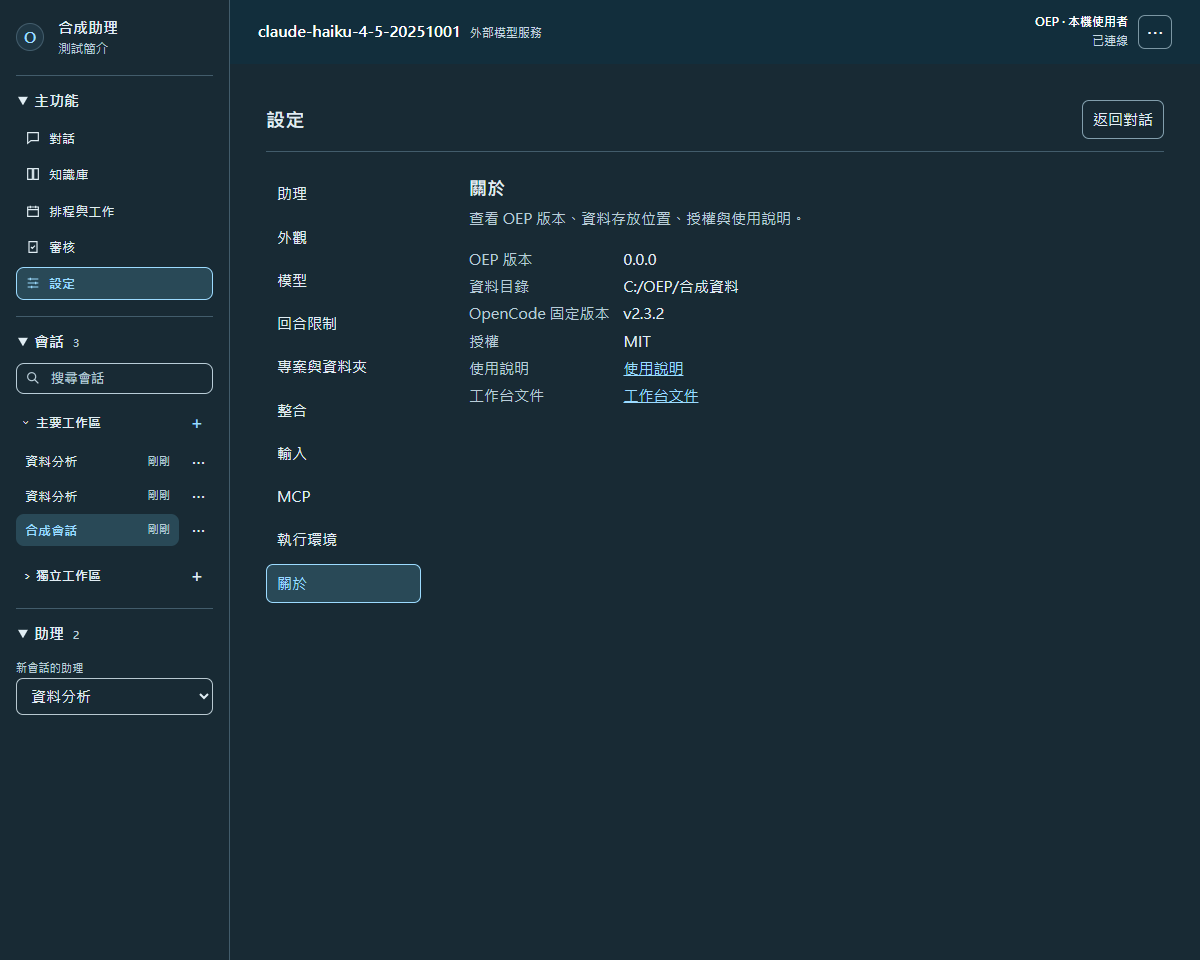 O
合成助理
測試簡介
▼ 主功能
對話
知識庫
排程與工作
審核
設定
▼ 會話 3
搜尋會話
主要工作區 +
資料分析 剛剛 ...
資料分析 剛剛 ...
合成會話 剛剛 ...
獨立工作區 +
▼ 助理 2
新會話的助理
資料分析
claude-haiku-4-5-20251001 外部模型服務
OEP · 本機使用者
已連線
...
設定
返回對話
助理
外觀
模型
回合限制
專案與資料夾
整合
輸入
MCP
執行環境
關於
關於
查看 OEP 版本、資料存放位置、授權與使用說明。
OEP 版本 0.0.0
資料目錄 C:/OEP/合成資料
OpenCode 固定版本 v2.3.2
授權 MIT
使用說明 使用說明
工作台文件 工作台文件